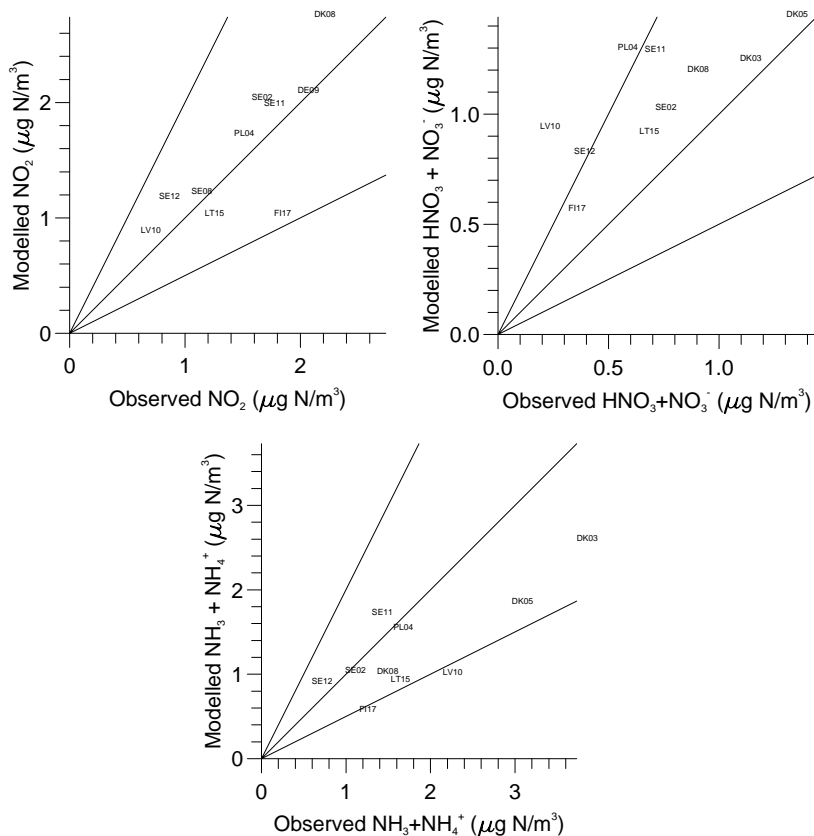 Modelled NO₂ (μg N/m³)
2
1
0
DK08
SE02
DE09
SE11
PL04
SE12
SE08
LT15
FI17
LV10
0 1 2
Observed NO₂ (μg N/m³)
Modelled HNO₃ + NO₃⁻ (μg N/m³)
1.0
0.5
0.0
DK05
PL04
SE11
DK03
DK08
SE02
LV10
LT15
SE12
FI17
0.0 0.5 1.0
Observed HNO₃+NO₃⁻ (μg N/m³)
Modelled NH₃ + NH₄⁺ (μg N/m³)
3
2
1
0
DK03
DK05
SE11
PL04
SE02
DK08
LV10
SE12
LT15
FI17
0 1 2 3
Observed NH₃+NH₄⁺ (μg N/m³)